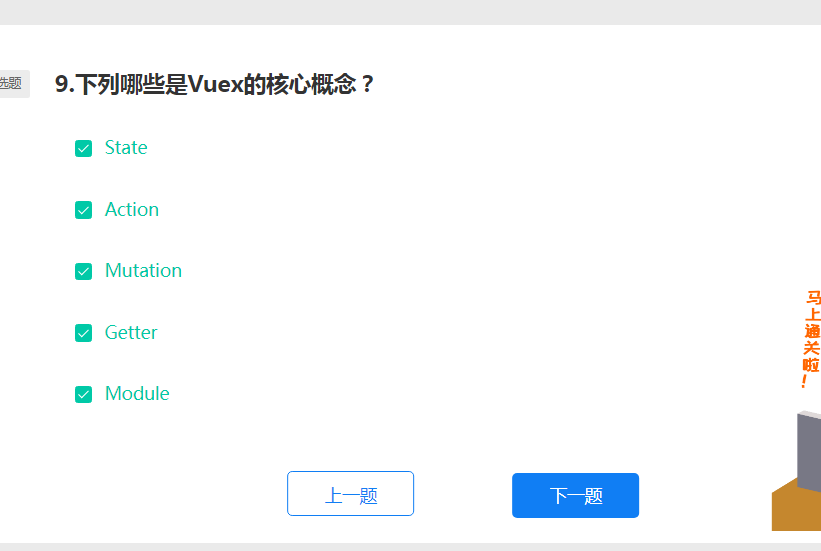 选题
9.下列哪些是Vuex的核心概念？
State
Action
Mutation
Getter
Module
马上通关啦！
上一题
下一题